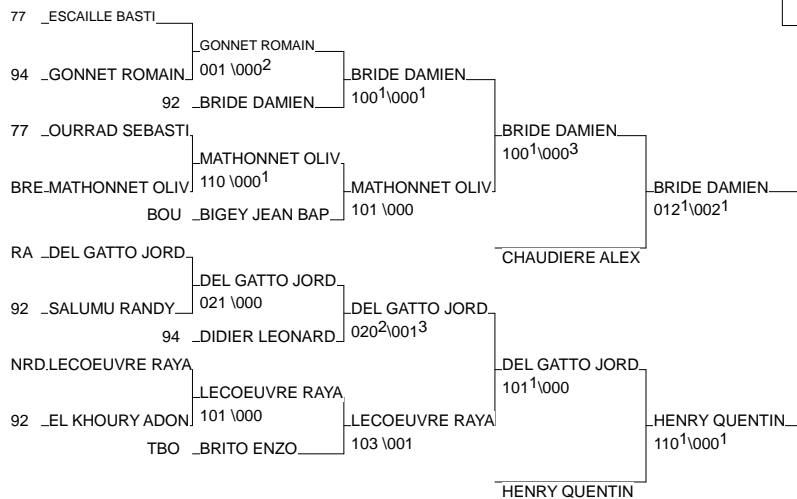 77 ESCAILLE BASTI
GONNET ROMAIN
001 \000²
94 GONNET ROMAIN
BRIDE DAMIEN
100¹\000¹
92 BRIDE DAMIEN
77 OURRAD SEBASTI
BRIDE DAMIEN
100¹\000³
MATHONNET OLIV
110 \000¹
BRE MATHONNET OLIV
MATHONNET OLIV
101 \000
BRIDE DAMIEN
012¹\002¹
BOU BIGEY JEAN BAP
RA DEL GATTO JORD
CHAUDIERE ALEX
DEL GATTO JORD
021 \000
92 SALUMU RANDY
DEL GATTO JORD
020²\001³
94 DIDIER LEONARD
NRD LECOEUVRE RAYA
DEL GATTO JORD
101¹\000
LECOEUVRE RAYA
101 \000
92 EL KHOURY ADON
LECOEUVRE RAYA
103 \001
HENRY QUENTIN
110¹\000¹
TBO BRITO ENZO
HENRY QUENTIN